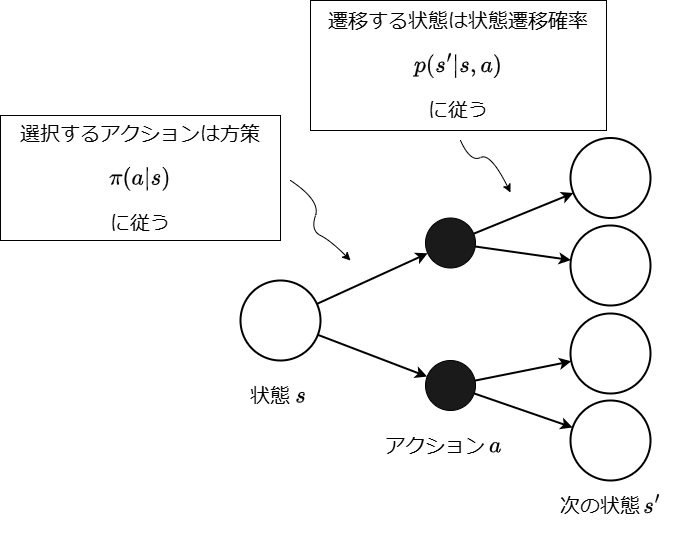 遷移する状態は状態遷移確率
p(s′|s, a)
に従う
選択するアクションは方策
π(a|s)
に従う
状態 s
アクション a
次の状態 s′